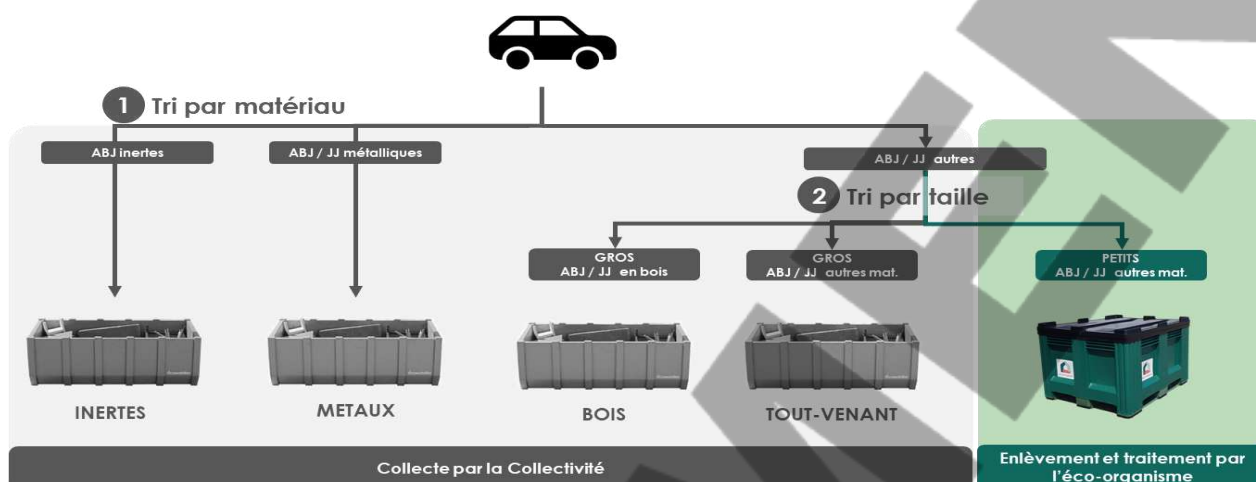 1 Tri par matériau
ABJ inertes
ABJ / JJ métalliques
ABJ / JJ autres
2 Tri par taille
GROS
ABJ / JJ en bois
GROS
ABJ / JJ autres mat.
PETITS
ABJ / JJ autres mat.
INERTES
METAUX
BOIS
TOUT-VENANT
Collecte par la Collectivité
Enlèvement et traitement par
l'éco-organisme